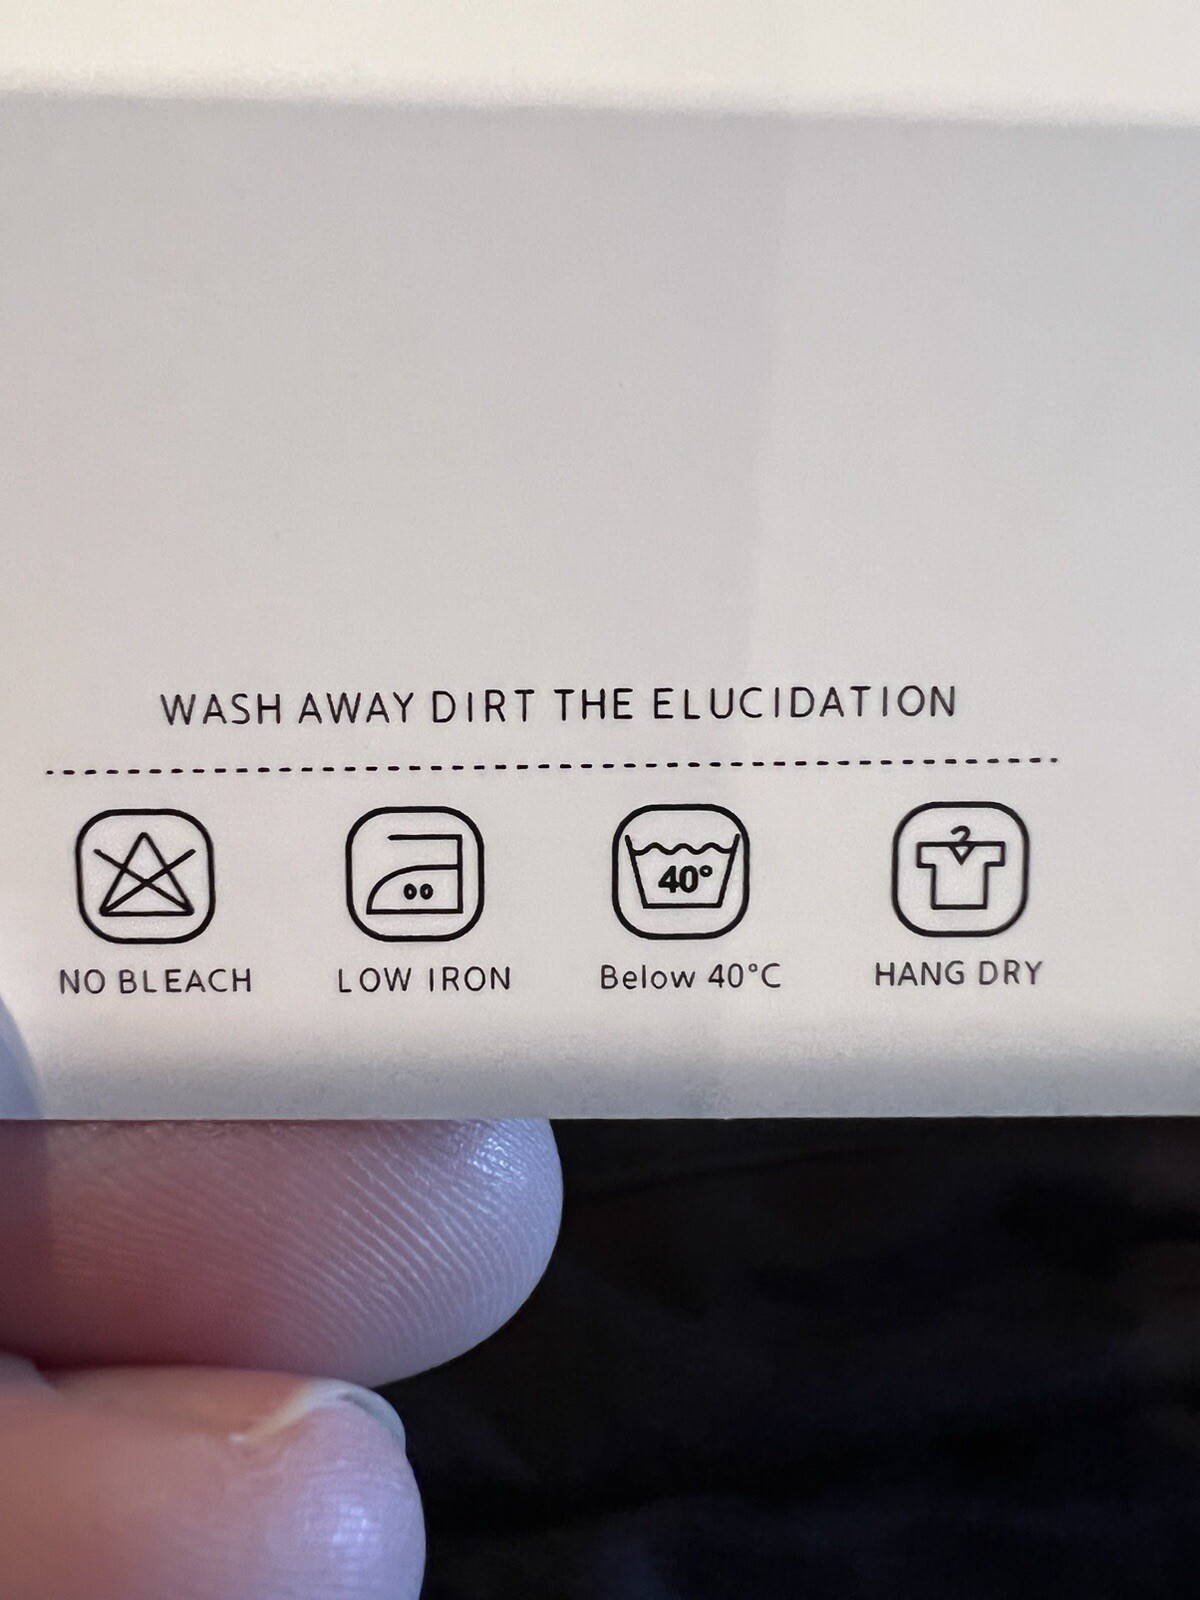 WASH AWAY DIRT THE ELUCIDATION
40°
NO BLEACH LOW IRON Below 40°C HANG DRY